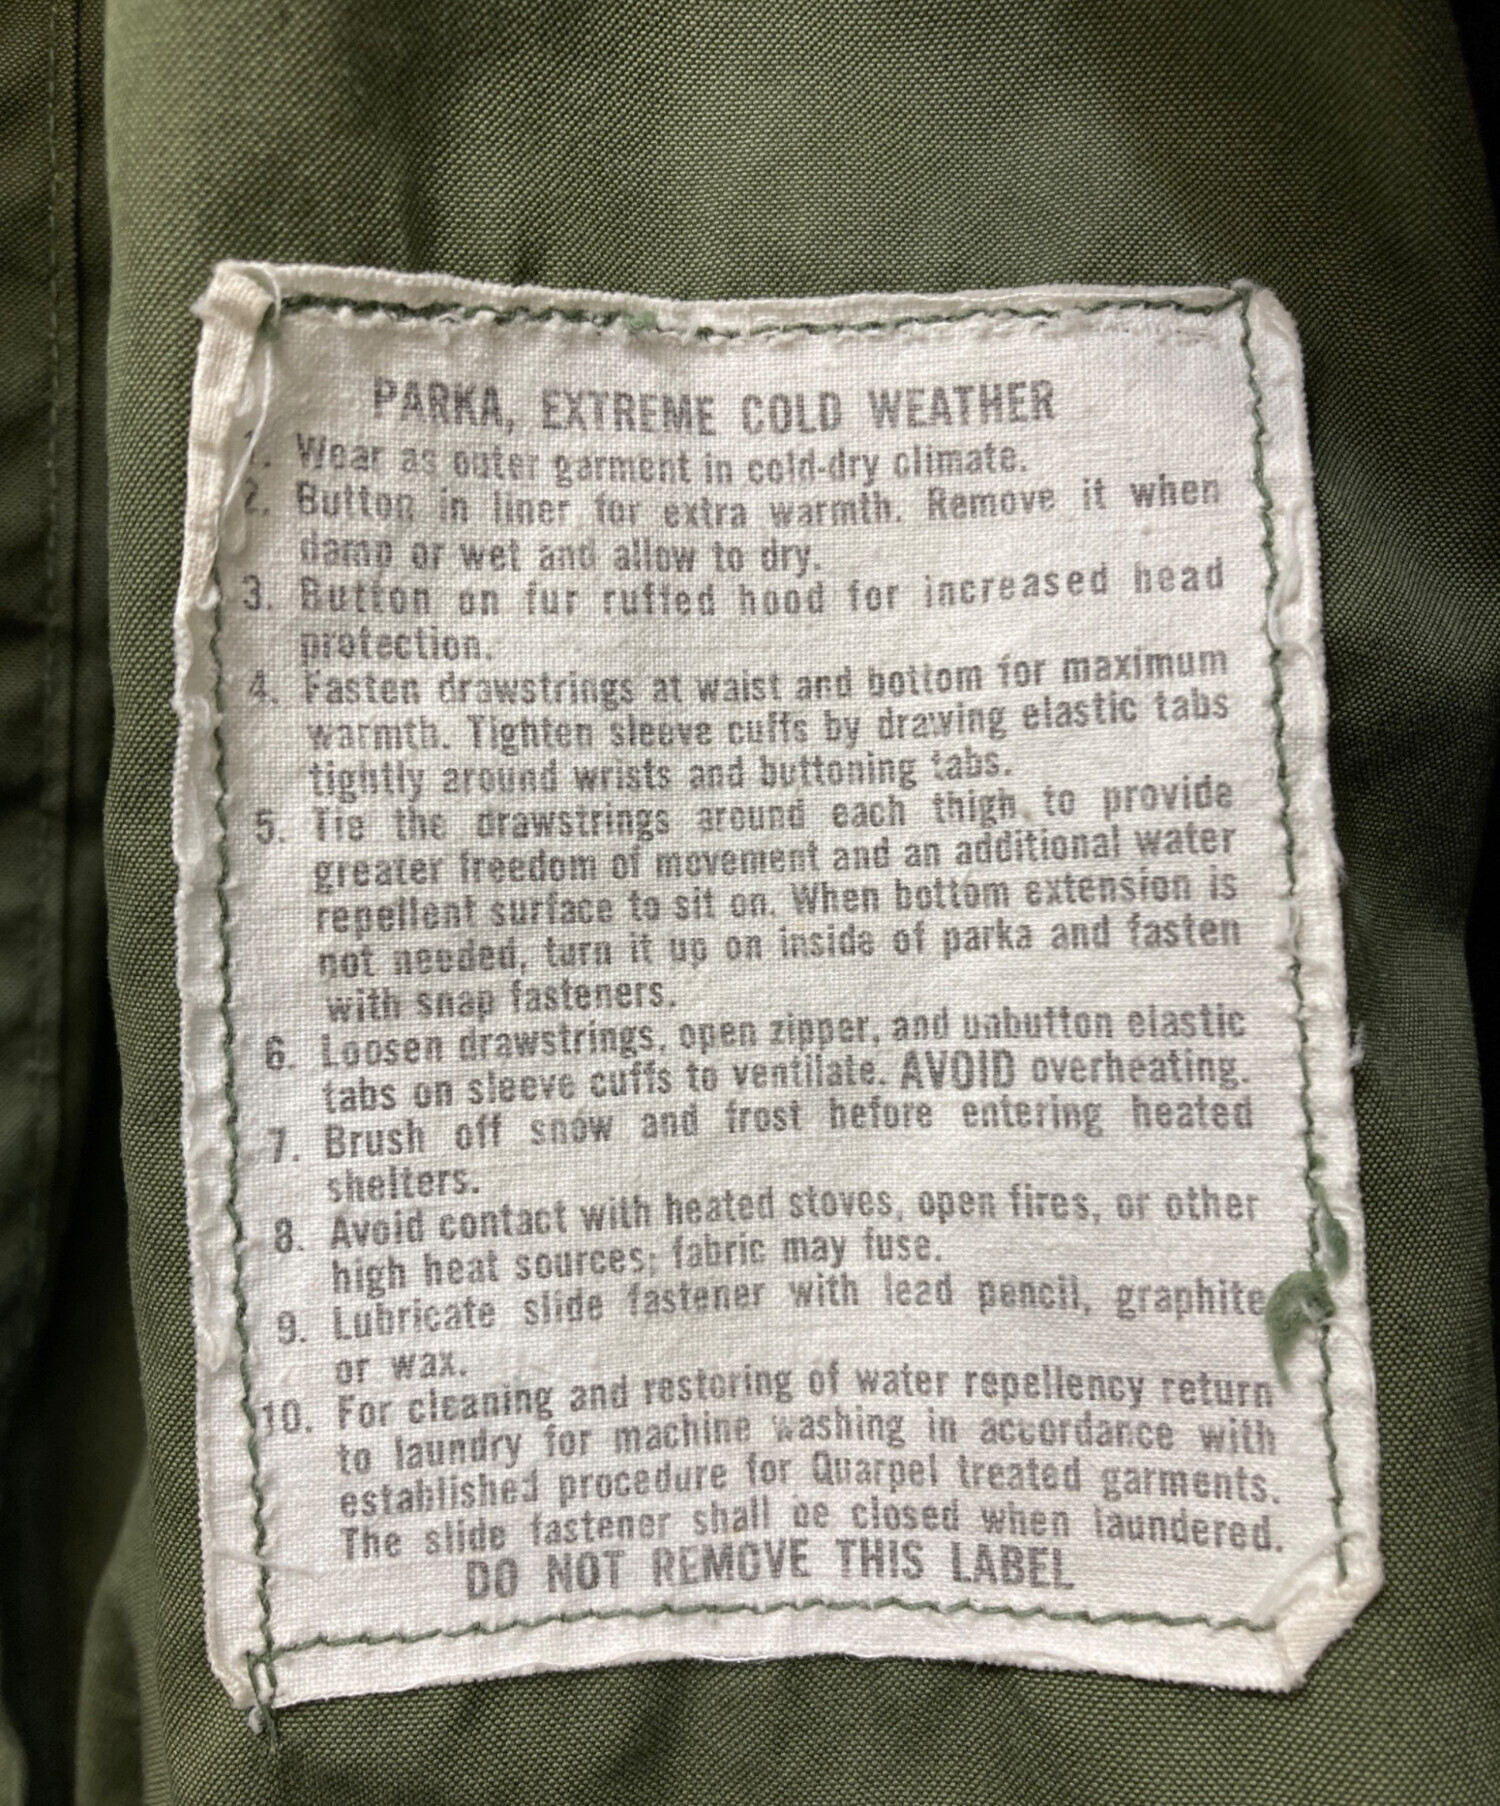 PARKA, EXTREME COLD WEATHER
1. Wear as outer garment in cold-dry climate.
2. Button in liner for extra warmth. Remove it when
damp or wet and allow to dry.
3. Button on fur ruffed hood for increased head
protection.
4. Fasten drawstrings at waist and bottom for maximum
warmth. Tighten sleeve cuffs by drawing elastic tabs
tightly around wrists and buttoning tabs.
5. Tie the drawstrings around each thigh to provide
greater freedom of movement and an additional water
repellent surface to sit on. When bottom extension is
not needed, turn it up on inside of parka and fasten
with snap fasteners.
6. Loosen drawstrings, open zipper, and unbutton elastic
tabs on sleeve cuffs to ventilate. AVOID overheating.
7. Brush off snow and frost before entering heated
shelters.
8. Avoid contact with heated stoves, open fires, or other
high heat sources; fabric may fuse.
9. Lubricate slide fastener with lead pencil, graphite
or wax.
10. For cleaning and restoring of water repellency return
to laundry for machine washing in accordance with
established procedure for Quarpel treated garments.
The slide fastener shall be closed when laundered.
DO NOT REMOVE THIS LABEL